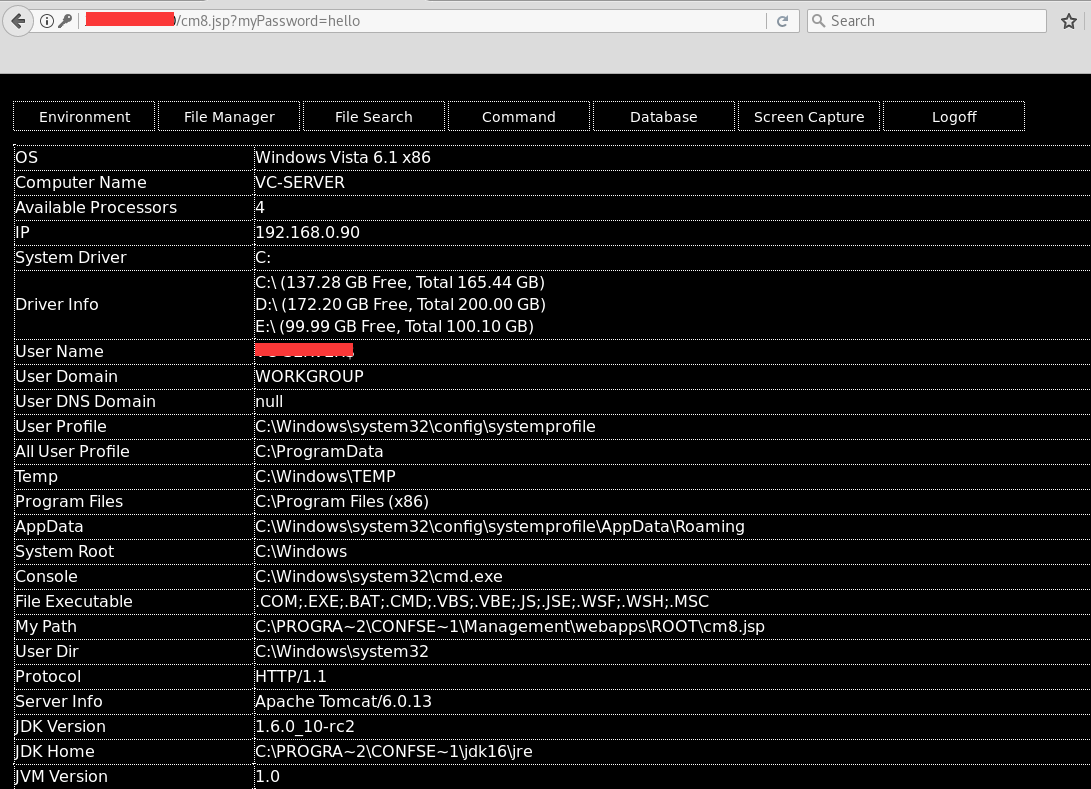 /cm8.jsp?myPassword=hello
Search
Environment
File Manager
File Search
Command
Database
Screen Capture
Logoff
OS Windows Vista 6.1 x86
Computer Name VC-SERVER
Available Processors 4
IP 192.168.0.90
System Driver C:
Driver Info C:\ (137.28 GB Free, Total 165.44 GB)
D:\ (172.20 GB Free, Total 200.00 GB)
E:\ (99.99 GB Free, Total 100.10 GB)
User Name
User Domain WORKGROUP
User DNS Domain null
User Profile C:\Windows\system32\config\systemprofile
All User Profile C:\ProgramData
Temp C:\Windows\TEMP
Program Files C:\Program Files (x86)
AppData C:\Windows\system32\config\systemprofile\AppData\Roaming
System Root C:\Windows
Console C:\Windows\system32\cmd.exe
File Executable .COM;.EXE;.BAT;.CMD;.VBS;.VBE;.JS;.JSE;.WSF;.WSH;.MSC
My Path C:\PROGRA~2\CONFSE~1\Management\webapps\ROOT\cm8.jsp
User Dir C:\Windows\system32
Protocol HTTP/1.1
Server Info Apache Tomcat/6.0.13
JDK Version 1.6.0_10-rc2
JDK Home C:\PROGRA~2\CONFSE~1\jdk16\jre
JVM Version 1.0